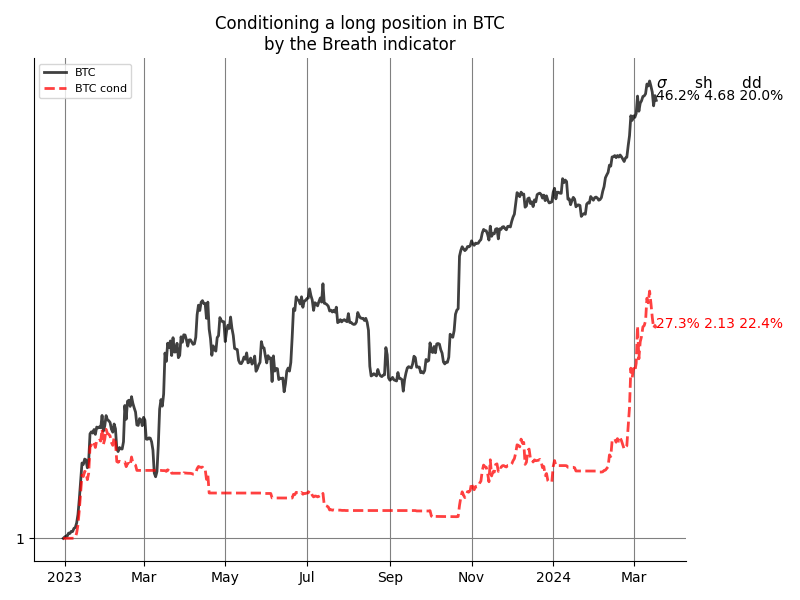 Conditioning a long position in BTC
by the Breath indicator
BTC
BTC cond
σ sh dd
46.2% 4.68 20.0%
27.3% 2.13 22.4%
1
2023 Mar May Jul Sep Nov 2024 Mar